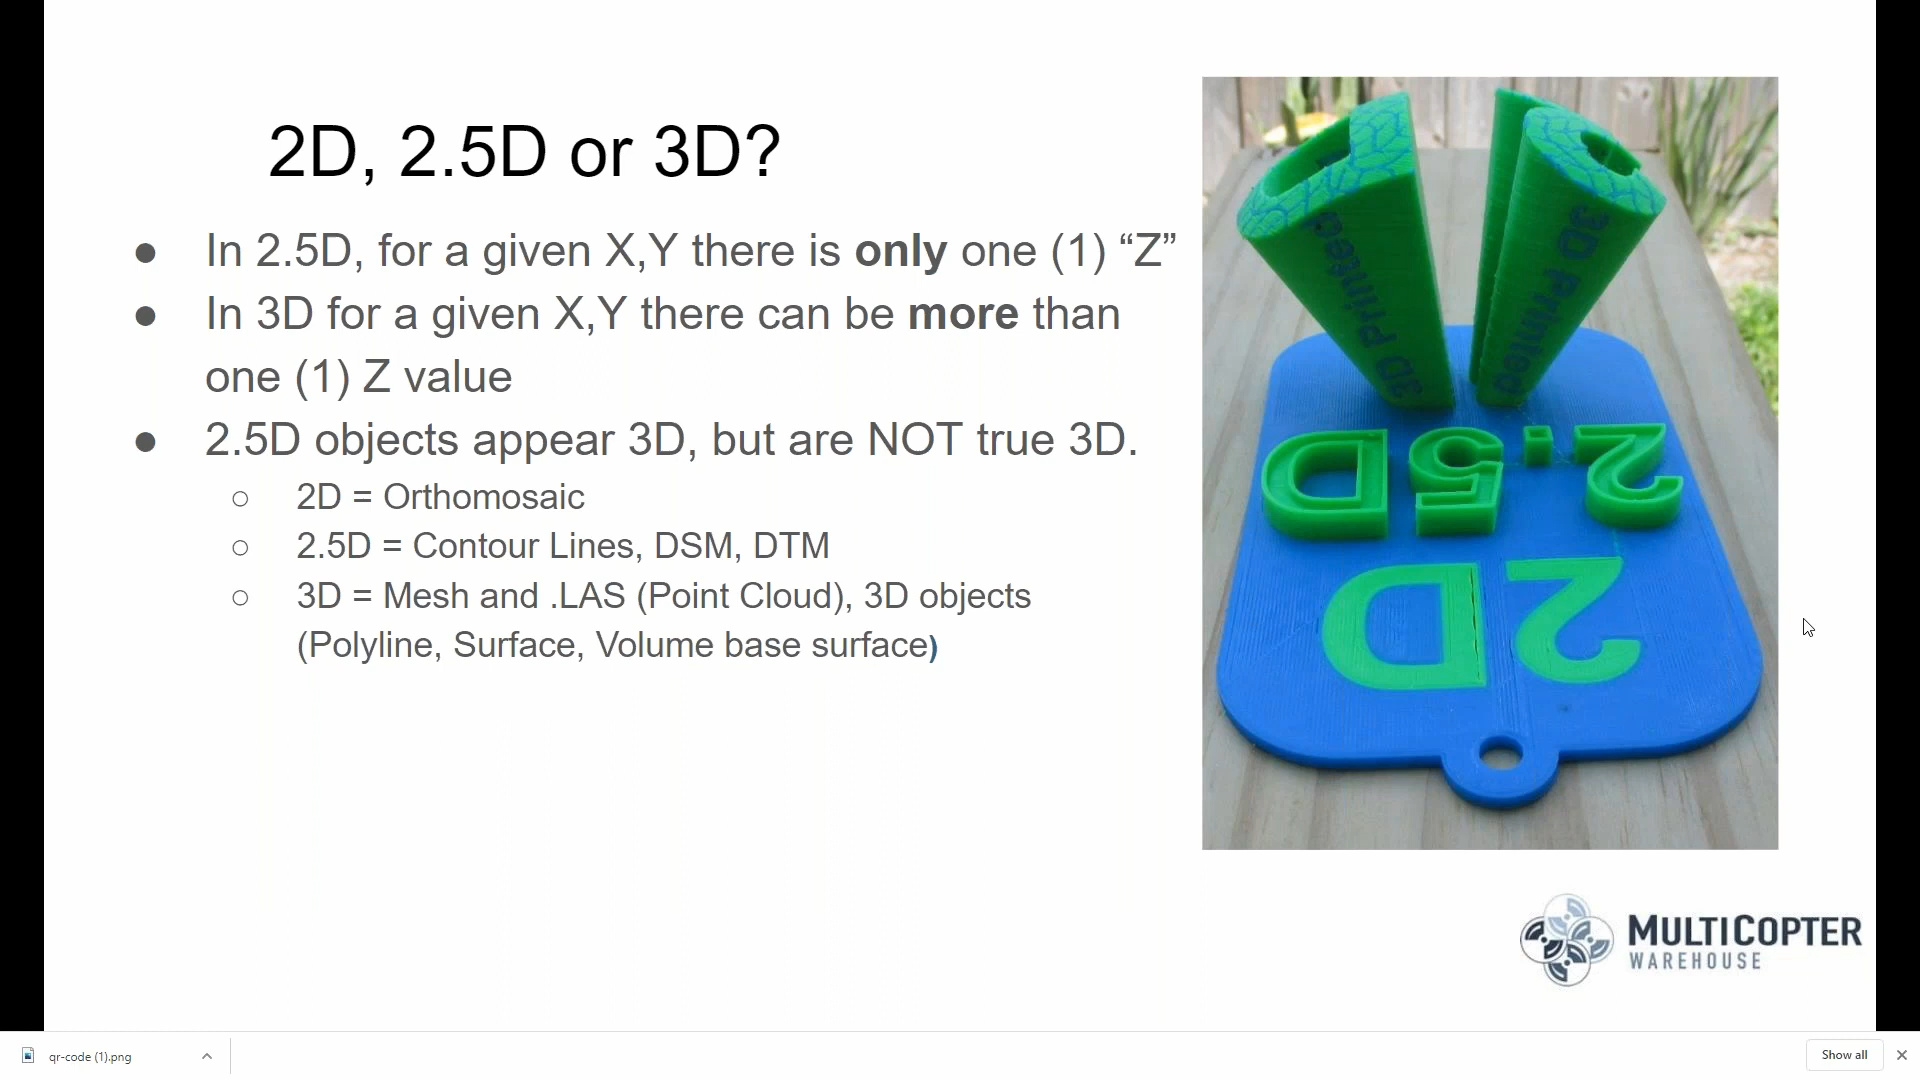 2D, 2.5D or 3D?
● In 2.5D, for a given X,Y there is only one (1) “Z”
● In 3D for a given X,Y there can be more than
one (1) Z value
● 2.5D objects appear 3D, but are NOT true 3D.
○ 2D = Orthomosaic
○ 2.5D = Contour Lines, DSM, DTM
○ 3D = Mesh and .LAS (Point Cloud), 3D objects
(Polyline, Surface, Volume base surface)
3D Printed
3D Printed
2.5D
2D
MULTICOPTER
WAREHOUSE
qr-code (1).png
Show all